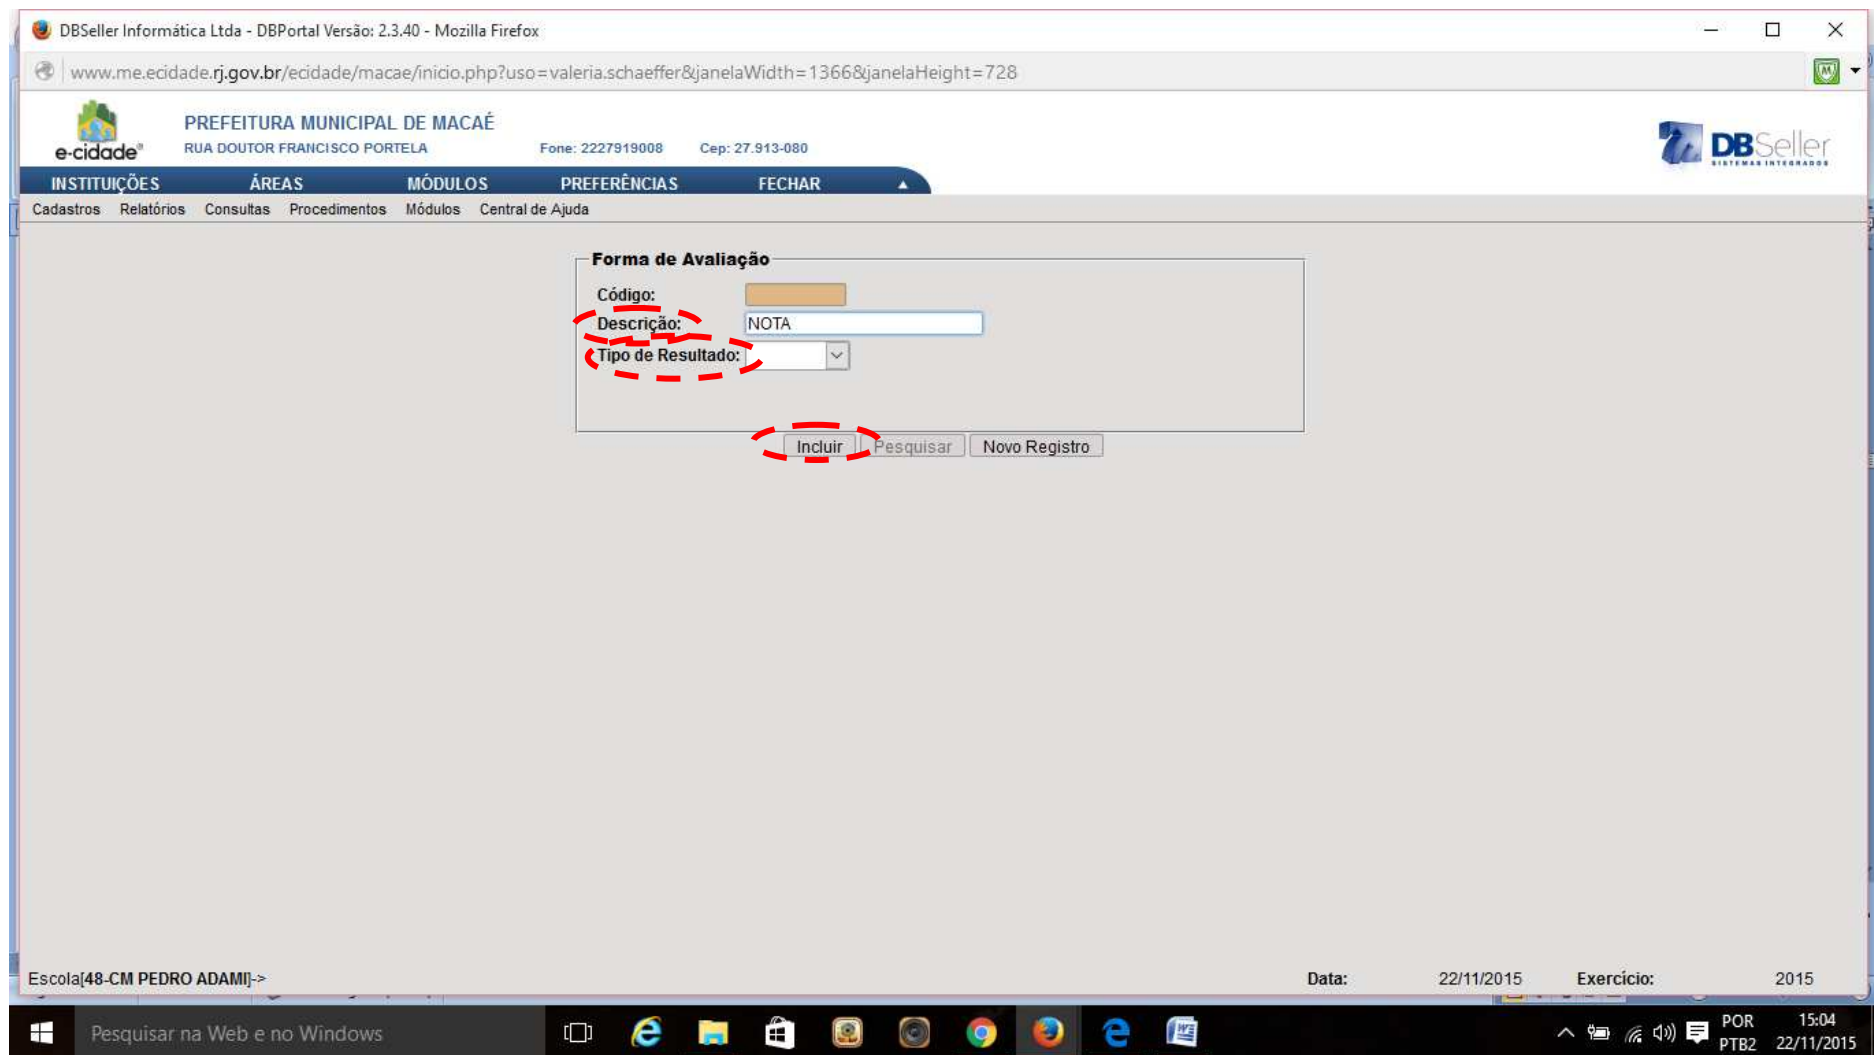 DBSeller Informática Ltda - DBPortal Versão: 2.3.40 - Mozilla Firefox
www.me.ecidade.rj.gov.br/ecidade/macae/inicio.php?uso=valeria.schaeffer&janelaWidth=1366&janelaHeight=728
e-cidade®
PREFEITURA MUNICIPAL DE MACAÉ
RUA DOUTOR FRANCISCO PORTELA Fone: 2227919008 Cep: 27.913-080
DBSeller
SISTEMAS INTEGRADOS
INSTITUIÇÕES ÁREAS MÓDULOS PREFERÊNCIAS FECHAR
Cadastros Relatórios Consultas Procedimentos Módulos Central de Ajuda
Forma de Avaliação
Código:
Descrição: NOTA
Tipo de Resultado:
Incluir Pesquisar Novo Registro
Escola[48-CM PEDRO ADAMI]-> Data: 22/11/2015 Exercício: 2015
Pesquisar na Web e no Windows
POR 15:04
PTB2 22/11/2015